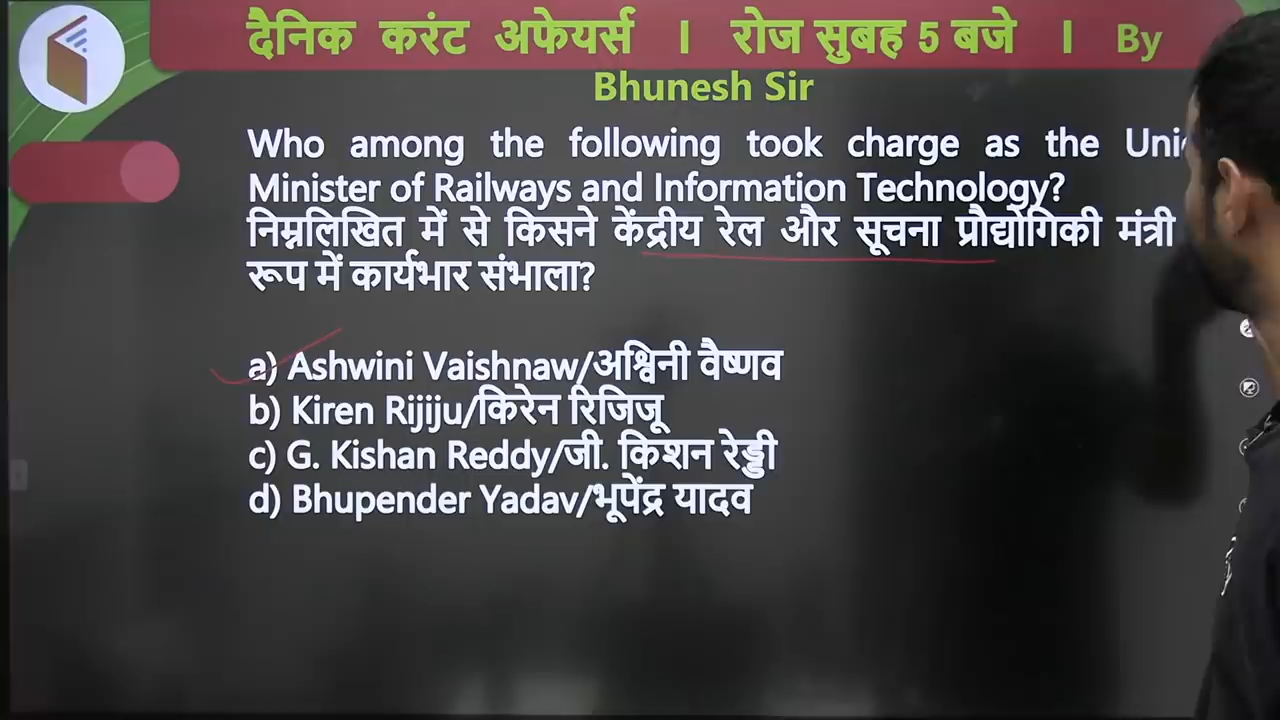 दैनिक करंट अफेयर्स । रोज सुबह 5 बजे । By
Bhunesh Sir
Who among the following took charge as the
Minister of Railways and Information Technology?
निम्नलिखित में से किसने केंद्रीय रेल और सूचना प्रौद्योगिकी मंत्री
रूप में कार्यभार संभाला?
a) Ashwini Vaishnaw/अश्विनी वैष्णव
b) Kiren Rijiju/किरेन रिजिजू
c) G. Kishan Reddy/जी. किशन रेड्डी
d) Bhupender Yadav/भूपेंद्र यादव